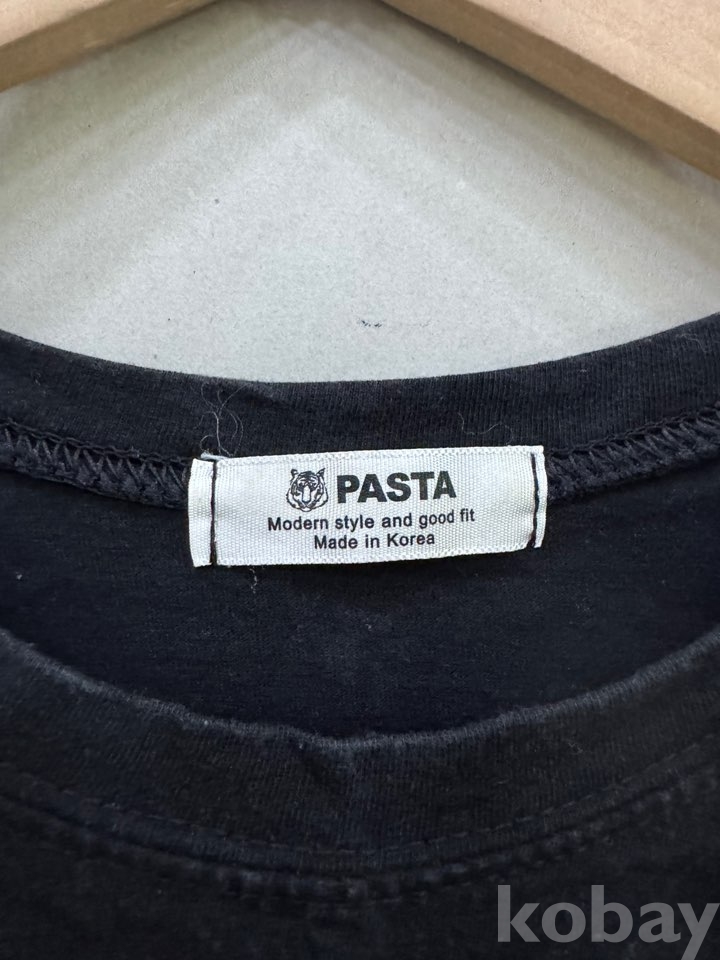 PASTA
Modern style and good fit
Made in Korea
kobay